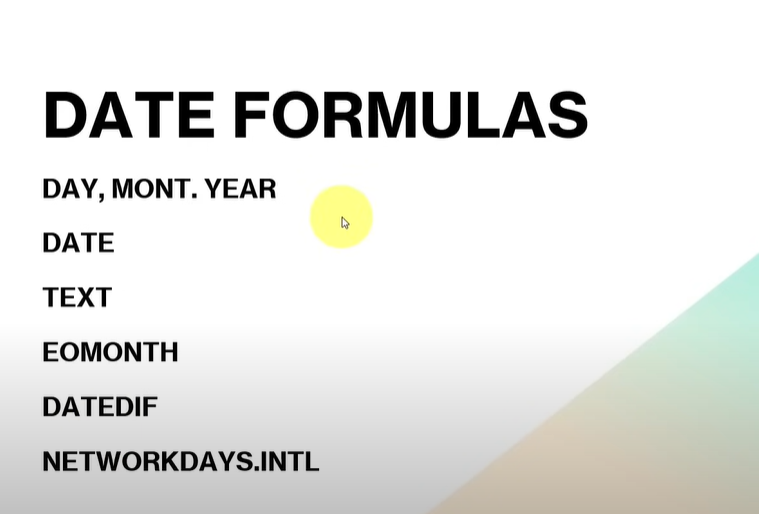 DATE FORMULAS
DAY, MONT. YEAR
DATE
TEXT
EOMONTH
DATEDIF
NETWORKDAYS.INTL